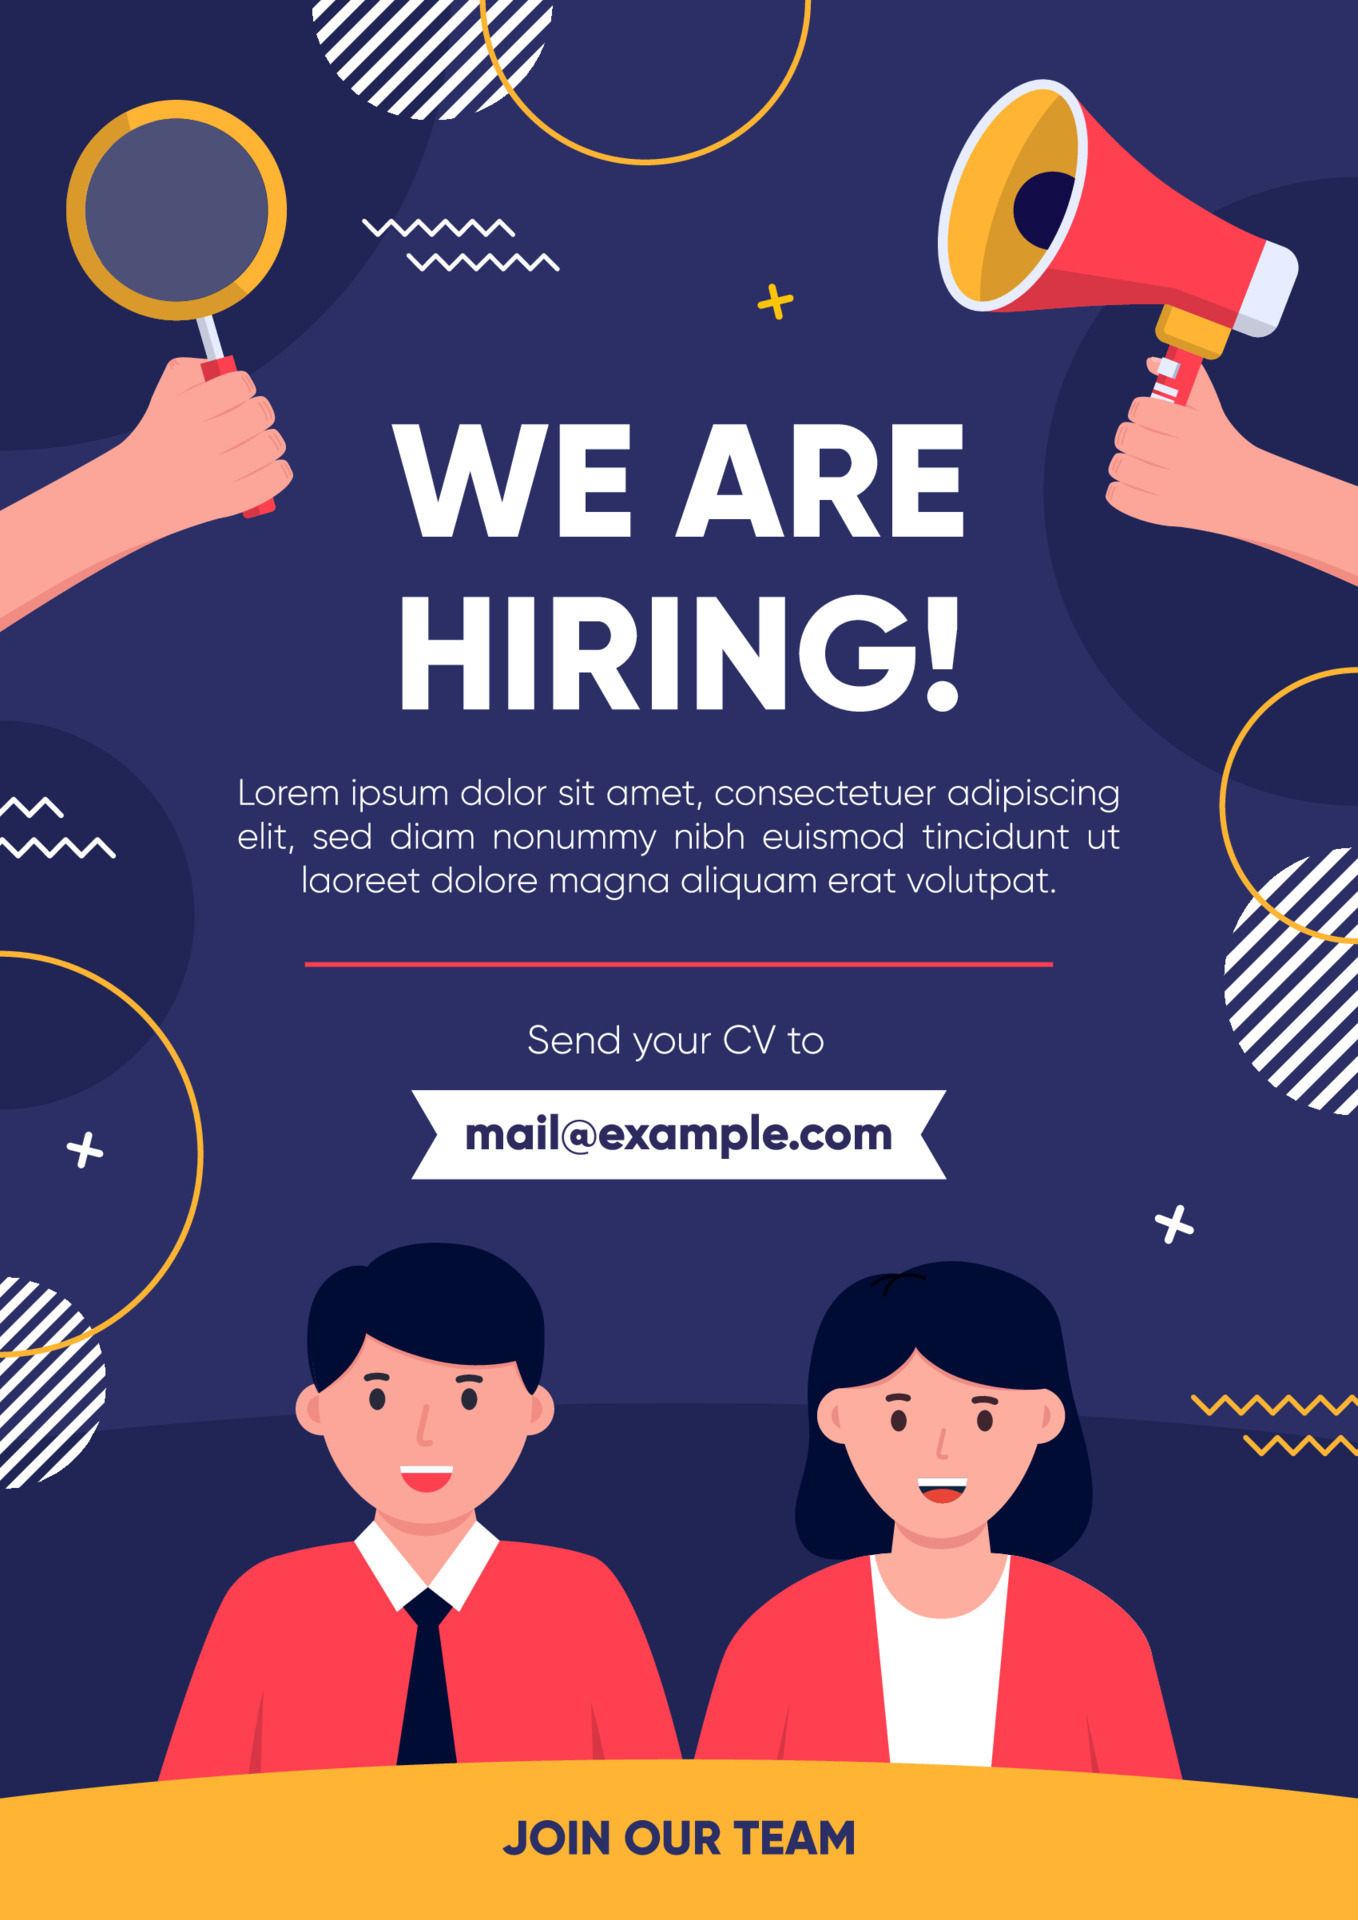 WE ARE
HIRING!
Lorem ipsum dolor sit amet, consectetuer adipiscing
elit, sed diam nonummy nibh euismod tincidunt ut
laoreet dolore magna aliquam erat volutpat.
Send your CV to
mail@example.com
JOIN OUR TEAM